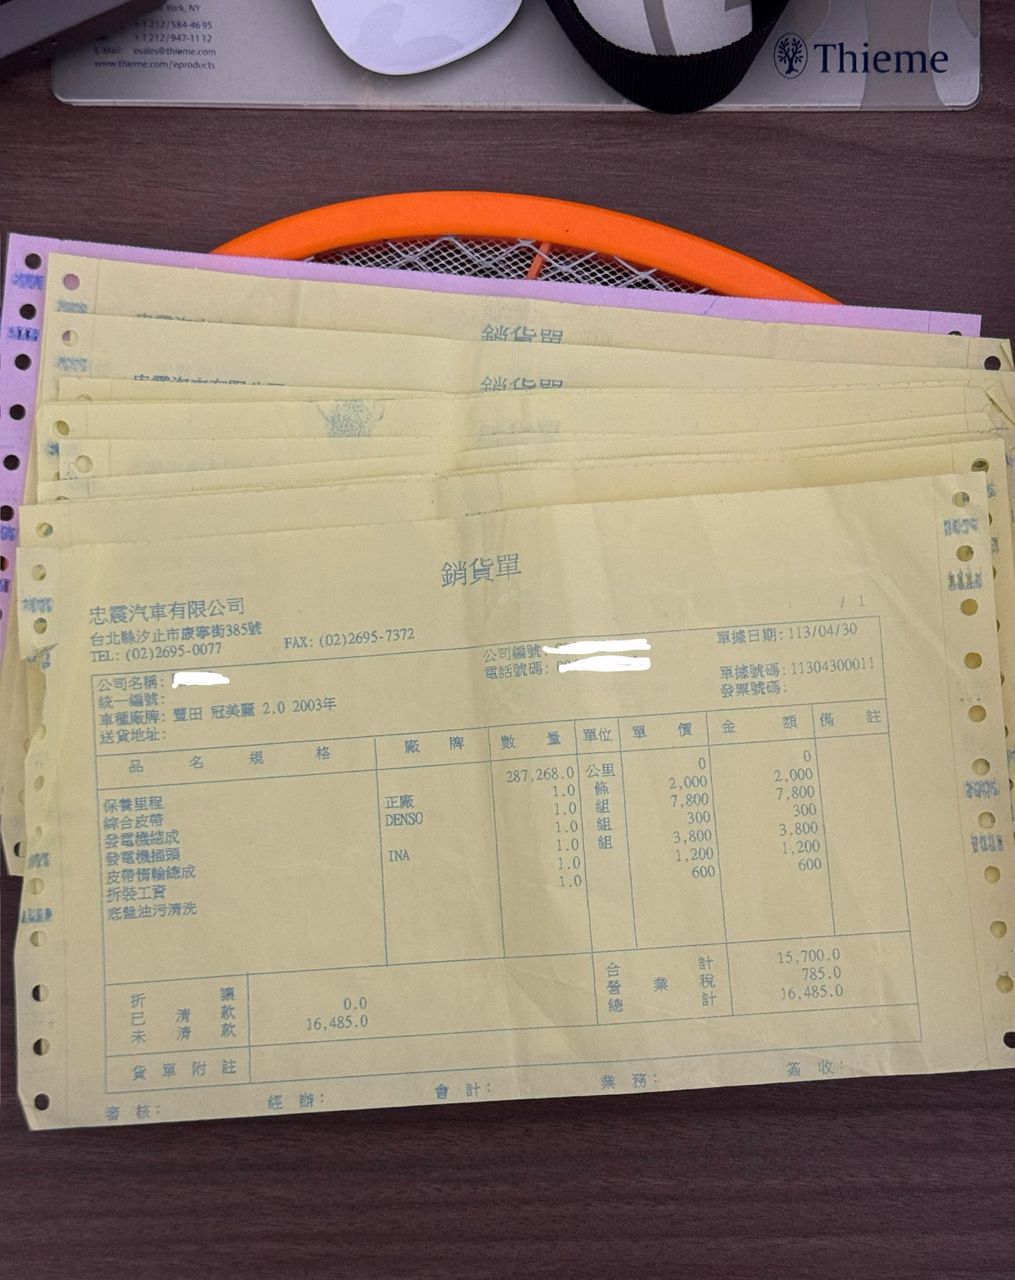 York, NY
+1 212/584-4695
+1 212/947-1112
E-Mail: esales@thieme.com
www.thieme.com/eproducts
Thieme
銷貨單
忠震汽車有限公司
銷貨單
銷貨單
忠震汽車有限公司
台北縣汐止市康寧街385號
TEL: (02)2695-0077 FAX: (02)2695-7372
/ 1
公司名稱: 公司編號: 單據日期: 113/04/30
統一編號: 電話號碼: 單據號碼: 11304300011
車種廠牌: 豐田 冠美麗 2.0 2003年 發票號碼:
送貨地址:
品名規格 廠牌 數量 單位 單價 金額 備註
保養里程 287,268.0 公里 0 0
綜合皮帶 正廠 1.0 條 2,000 2,000
發電機總成 DENSO 1.0 組 7,800 7,800
發電機插頭 1.0 組 300 300
皮帶惰輪總成 INA 1.0 組 3,800 3,800
折裝工資 1.0 1,200 1,200
底盤油污清洗 1.0 600 600
折讓 合計 15,700.0
已清款 0.0 營業稅 785.0
未清款 16,485.0 總計 16,485.0
貨單附註
審核: 經辦: 會計: 業務: 簽收: